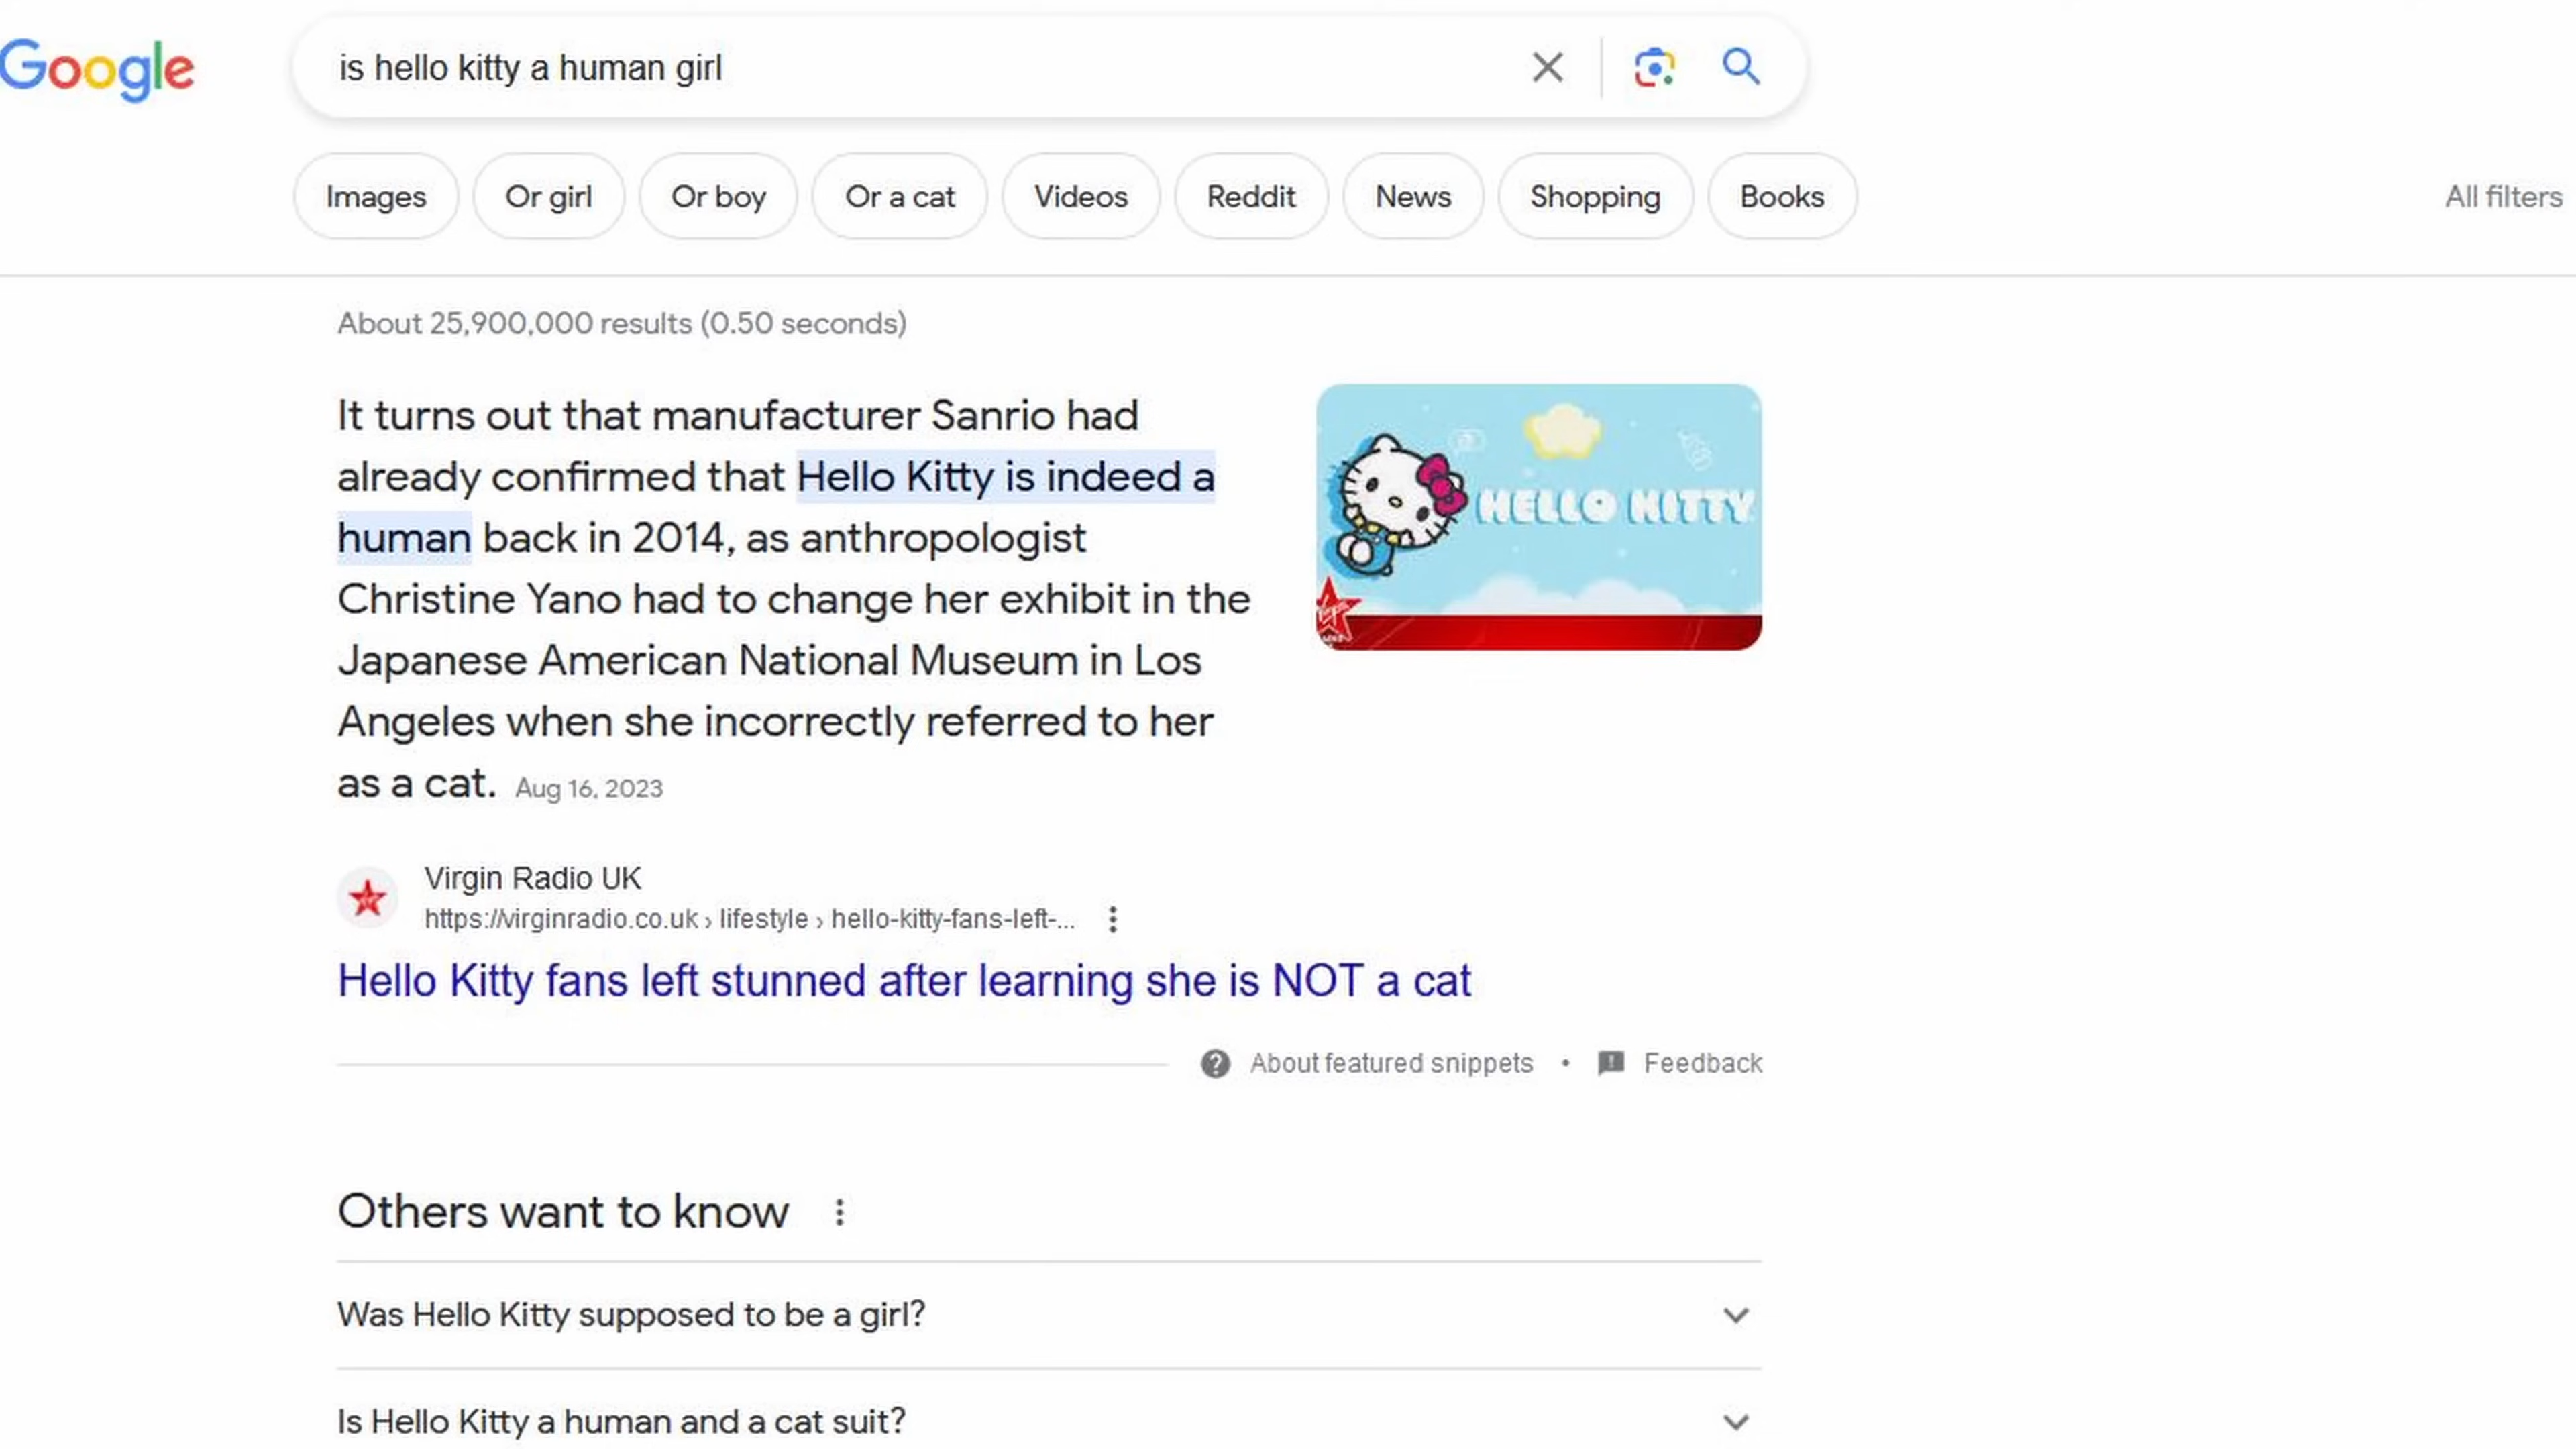 Google
is hello kitty a human girl
Images
Or girl
Or boy
Or a cat
Videos
Reddit
News
Shopping
Books
All filters
About 25,900,000 results (0.50 seconds)
It turns out that manufacturer Sanrio had
already confirmed that Hello Kitty is indeed a
human back in 2014, as anthropologist
Christine Yano had to change her exhibit in the
Japanese American National Museum in Los
Angeles when she incorrectly referred to her
as a cat. Aug 16, 2023
HELLO KITTY
Virgin
Virgin Radio UK
https://virginradio.co.uk › lifestyle › hello-kitty-fans-left-...
Hello Kitty fans left stunned after learning she is NOT a cat
About featured snippets • Feedback
Others want to know
Was Hello Kitty supposed to be a girl?
Is Hello Kitty a human and a cat suit?